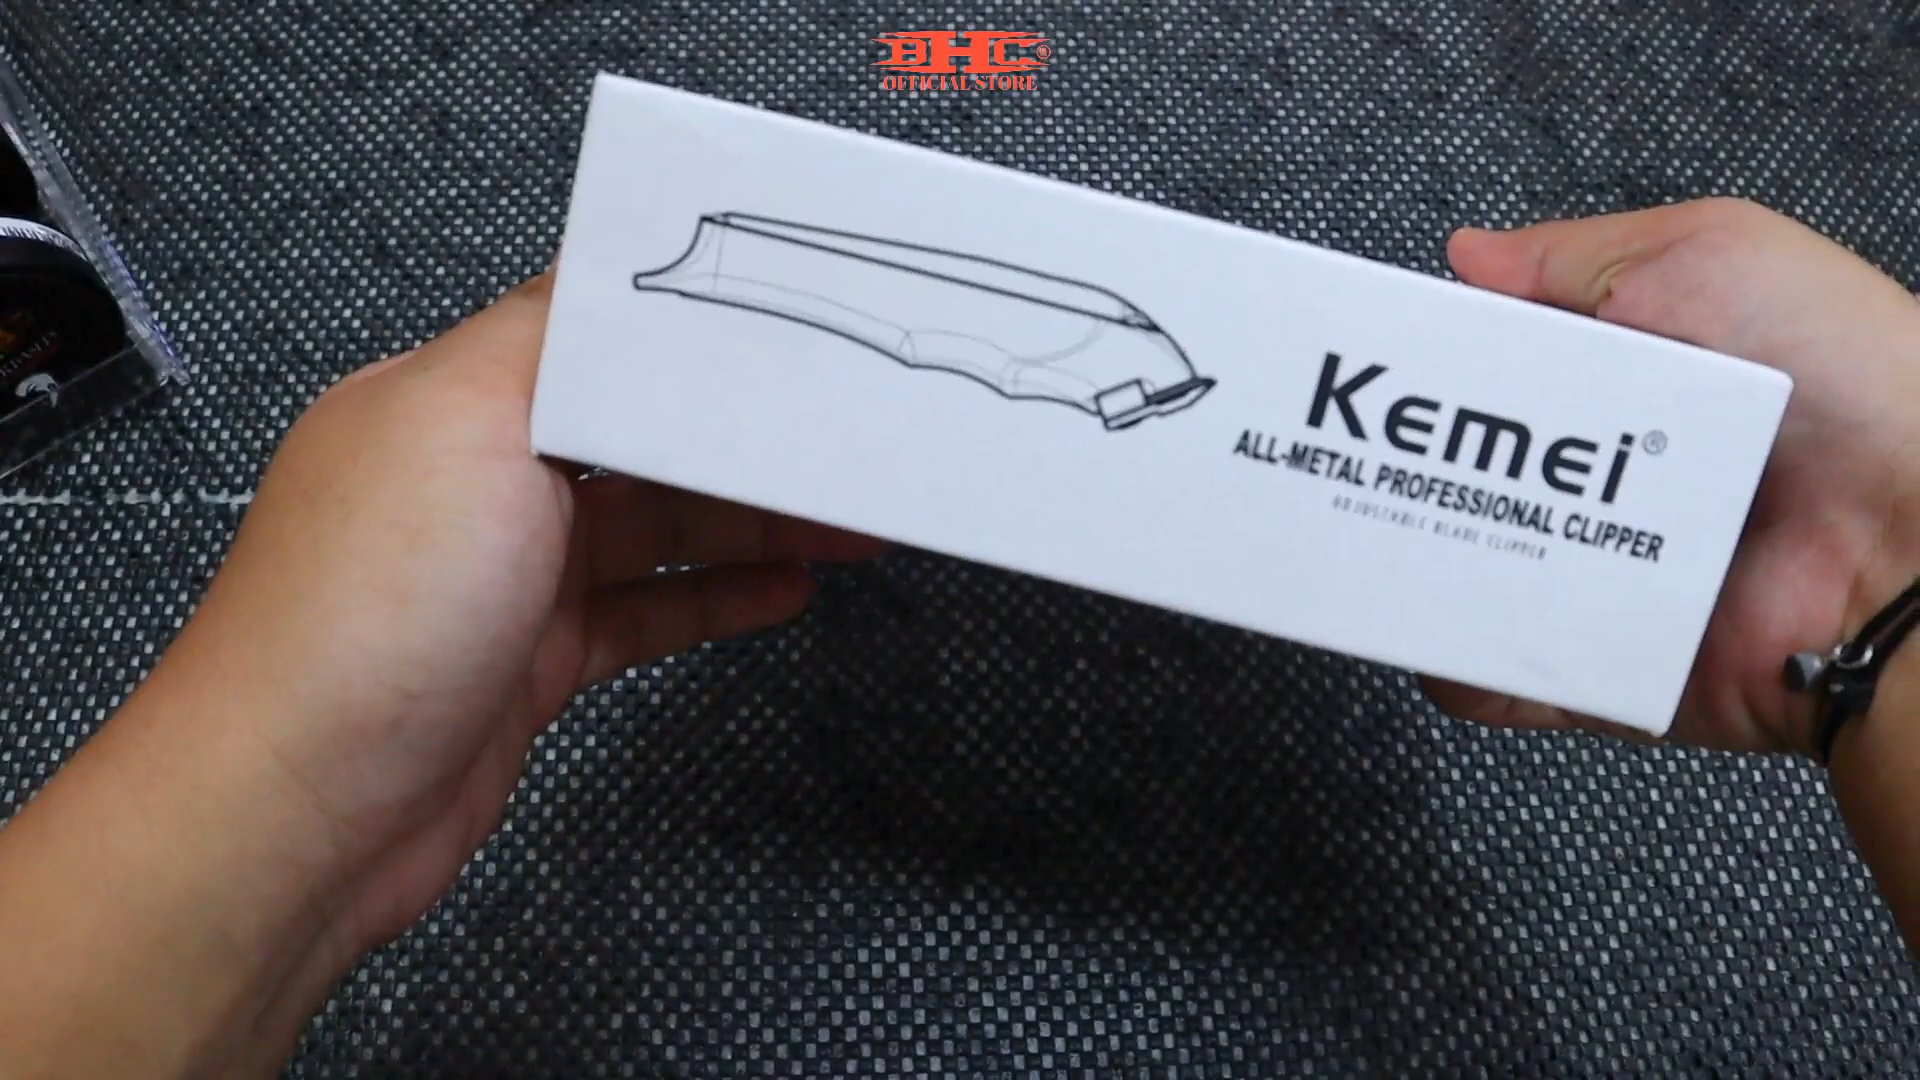 BHC®
OFFICIAL STORE
Kemei®
ALL-METAL PROFESSIONAL CLIPPER
ADJUSTABLE BLADE CLIPPER